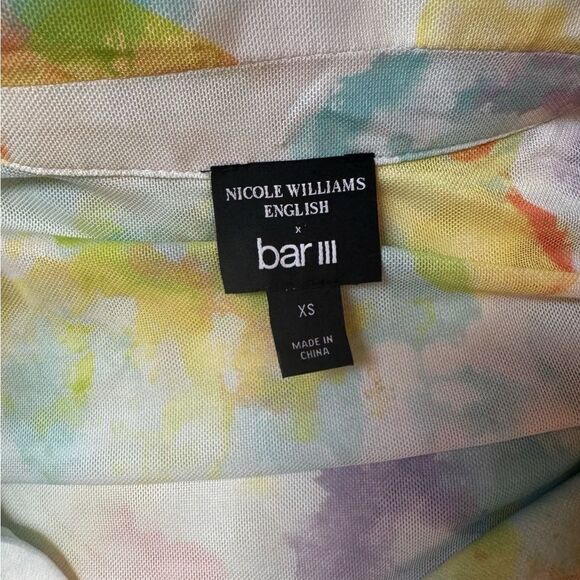 NICOLE WILLIAMS
ENGLISH
x
bar III
XS
MADE IN
CHINA